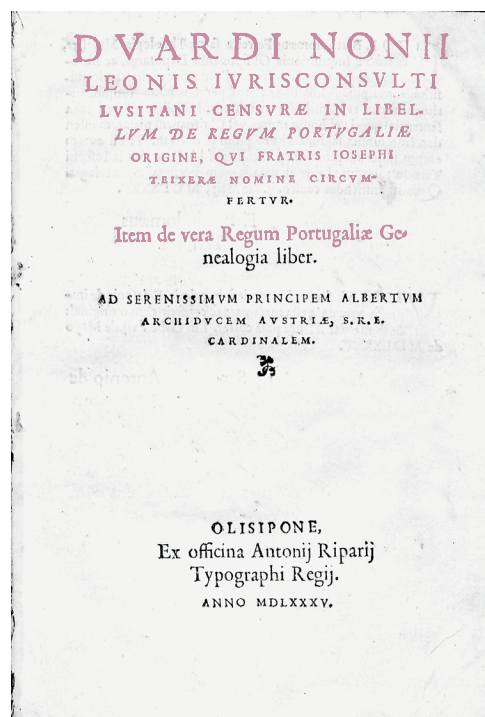 DVARDI NONII
LEONIS IVRISCONSVLTI
LVSITANI CENSVRÆ IN LIBEL-
LVM DE REGVM PORTVGALIÆ
ORIGINE, QVI FRATRIS IOSEPHI
TEIXERÆ NOMINE CIRCVM-
FERTVR.
Item de vera Regum Portugaliæ Ge-
nealogia liber.
AD SERENISSIMVM PRINCIPEM ALBERTVM
ARCHIDVCEM AVSTRIÆ, S.R.E.
CARDINALEM.
OLISIPONE,
Ex officina Antonij Riparij
Typographi Regij.
ANNO MDLXXXV.